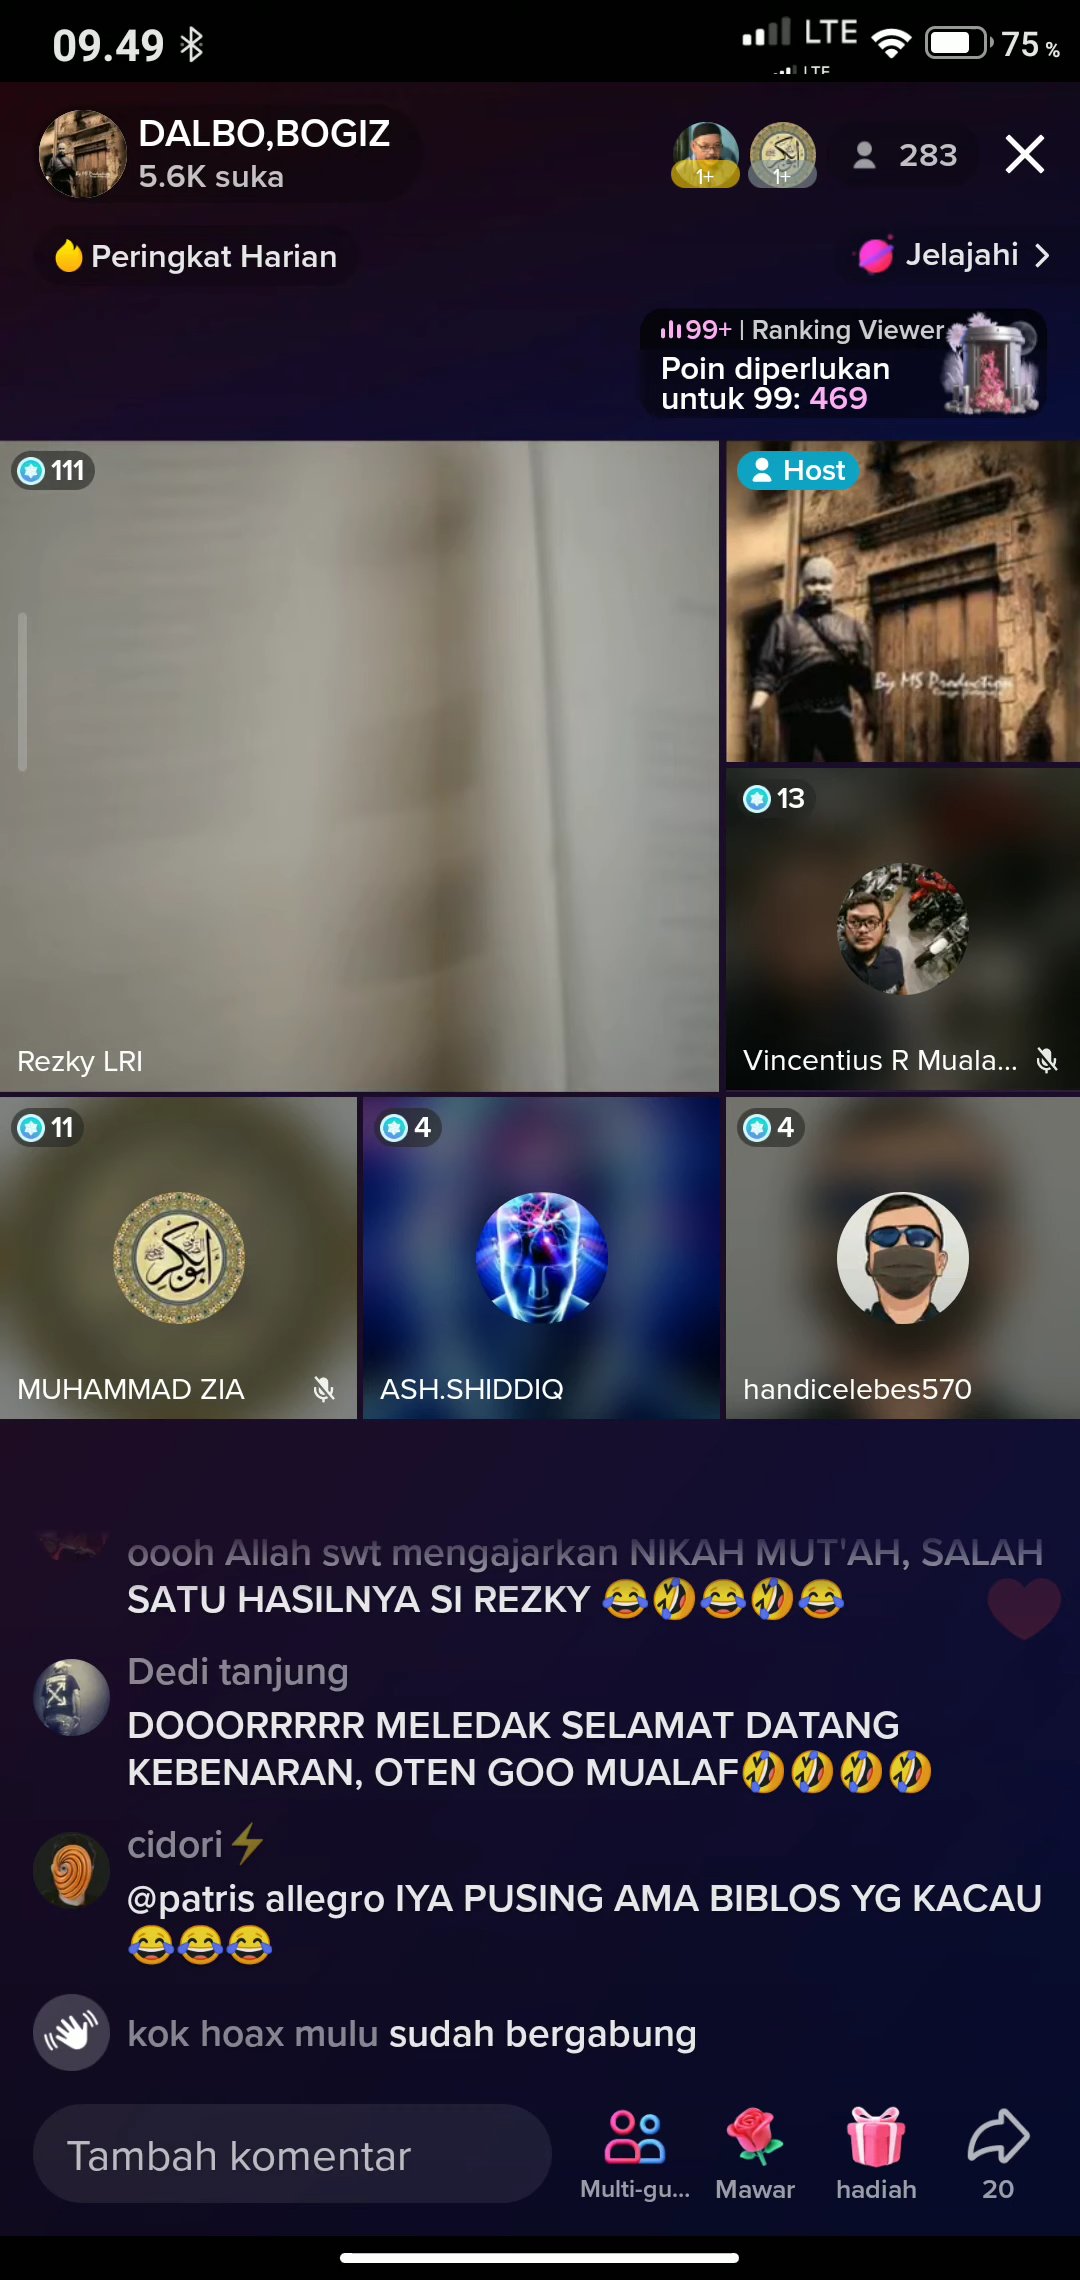 09.49
LTE
75 %
LTE
DALBO,BOGIZ
5.6K suka
1+
1+
283
Peringkat Harian
Jelajahi
99+ | Ranking Viewer
Poin diperlukan
untuk 99: 469
111
Host
By MS Production
13
Rezky LRI
Vincentius R Muala...
11
4
4
MUHAMMAD ZIA
ASH.SHIDDIQ
handicelebes570
oooh Allah swt mengajarkan NIKAH MUT'AH, SALAH
SATU HASILNYA SI REZKY 😂🤣😂🤣😂
Dedi tanjung
DOOORRRRR MELEDAK SELAMAT DATANG
KEBENARAN, OTEN GOO MUALAF🤣🤣🤣🤣
cidori⚡
@patris allegro IYA PUSING AMA BIBLOS YG KACAU
😂😂😂
kok hoax mulu sudah bergabung
Tambah komentar
Multi-gu...
Mawar
hadiah
20